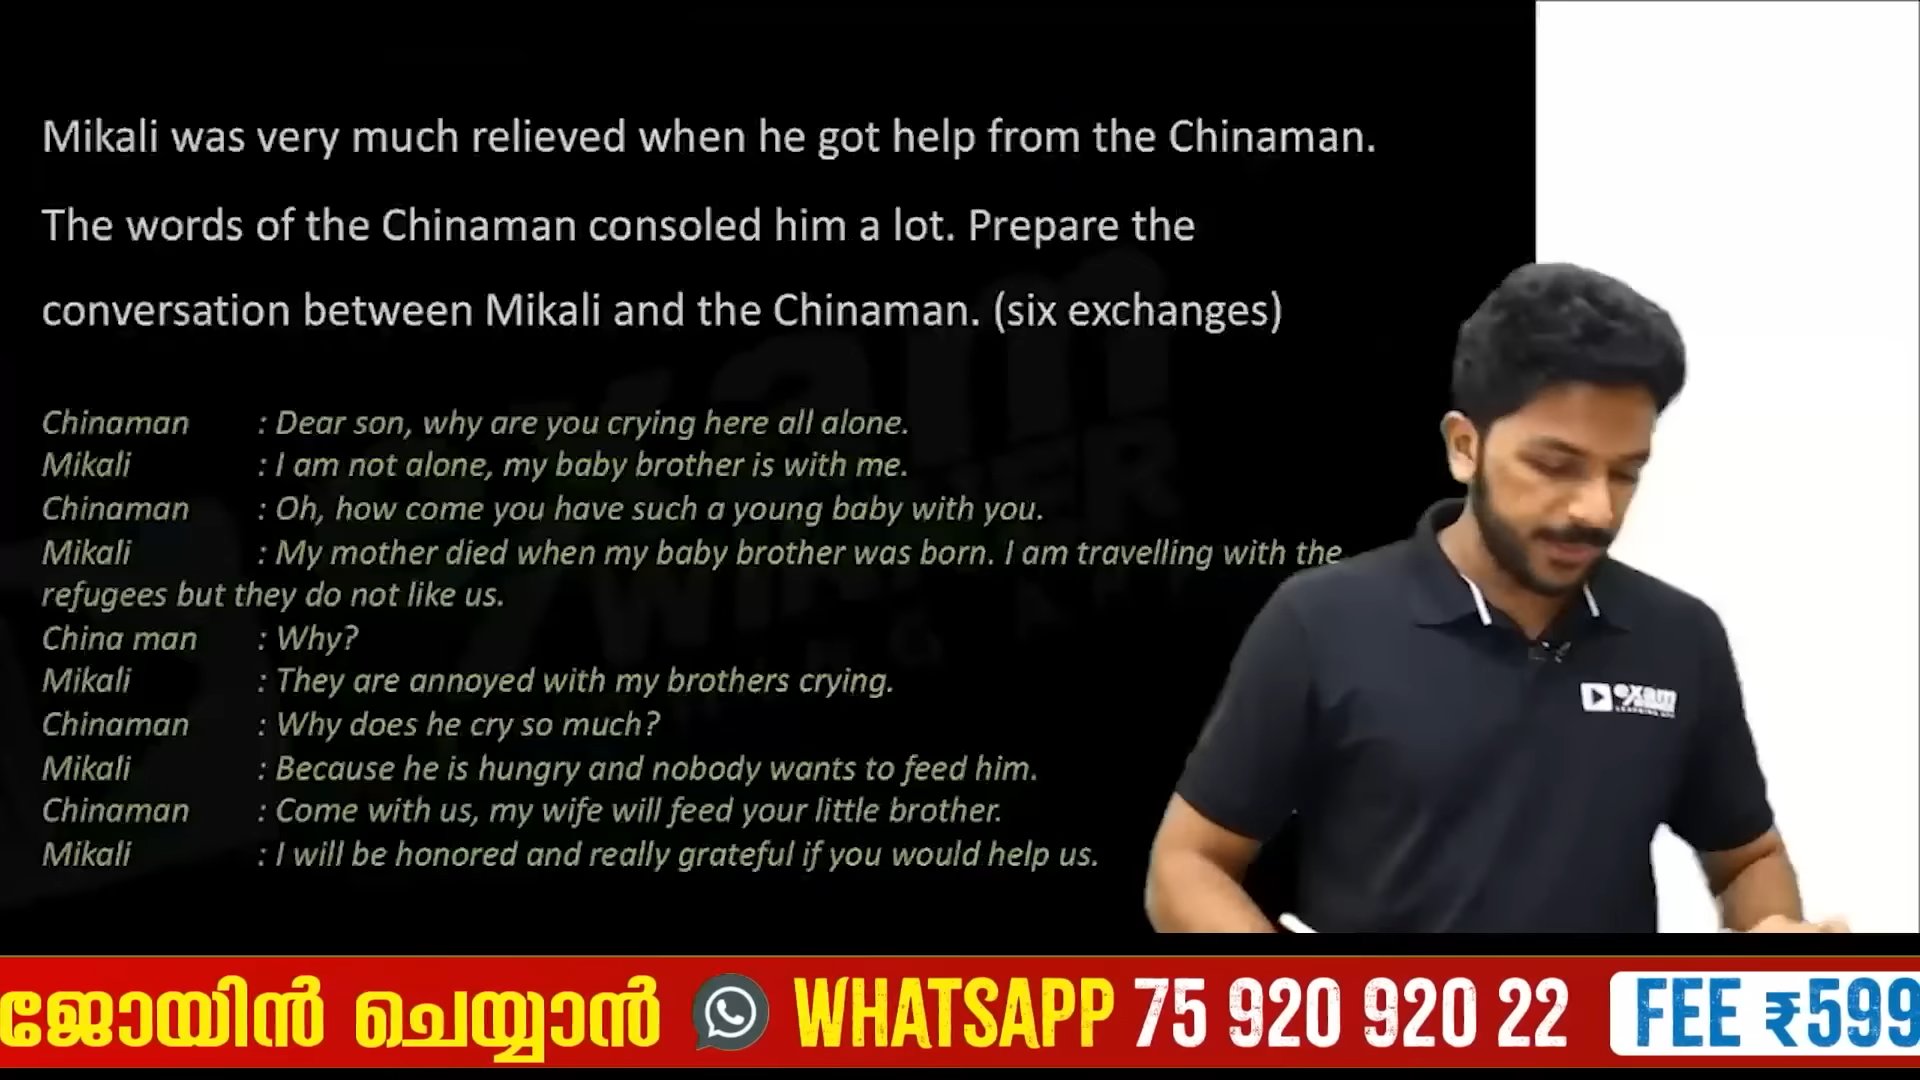 Mikali was very much relieved when he got help from the Chinaman.
The words of the Chinaman consoled him a lot. Prepare the
conversation between Mikali and the Chinaman. (six exchanges)
Chinaman : Dear son, why are you crying here all alone.
Mikali : I am not alone, my baby brother is with me.
Chinaman : Oh, how come you have such a young baby with you.
Mikali : My mother died when my baby brother was born. I am travelling with the
refugees but they do not like us.
China man : Why?
Mikali : They are annoyed with my brothers crying.
Chinaman : Why does he cry so much?
Mikali : Because he is hungry and nobody wants to feed him.
Chinaman : Come with us, my wife will feed your little brother.
Mikali : I will be honored and really grateful if you would help us.
exam
ജോയിൻ ചെയ്യാൻ WHATSAPP 75 920 920 22 FEE ₹599